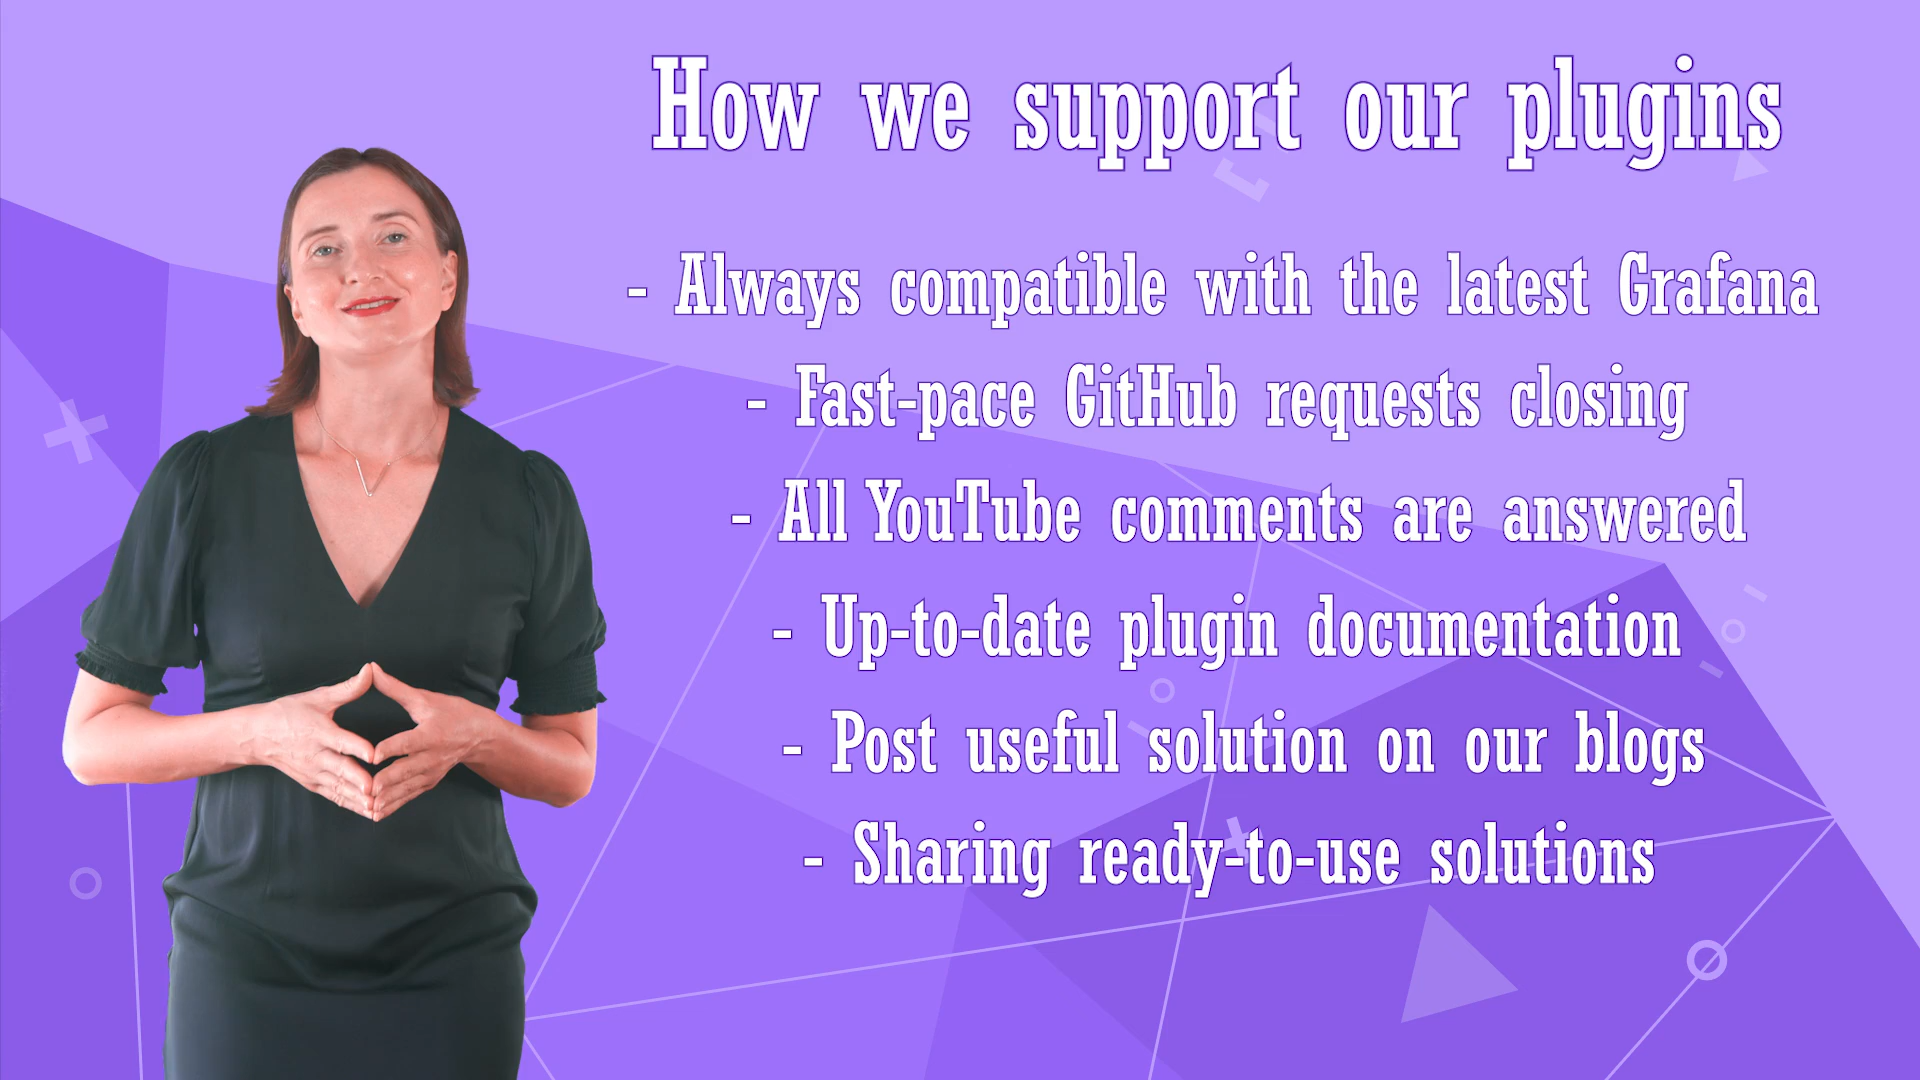 How we support our plugins
- Always compatible with the latest Grafana
- Fast-pace GitHub requests closing
- All YouTube comments are answered
- Up-to-date plugin documentation
- Post useful solution on our blogs
- Sharing ready-to-use solutions